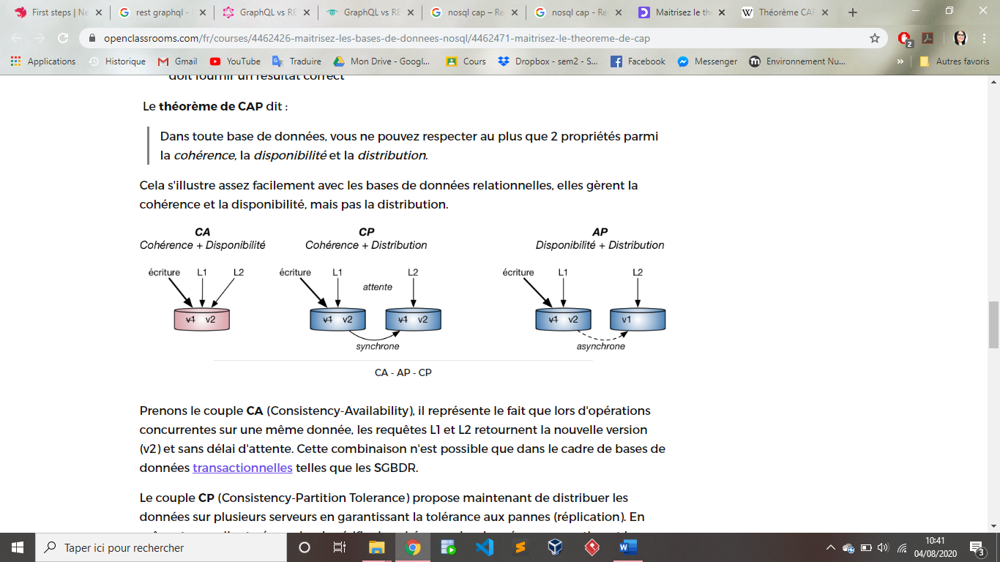 First steps | Ne
rest graphql -
GraphQL vs RE
GraphQL vs RE
nosql cap – Re
nosql cap - Re
Maitrisez le th
Théorème CAP
openclassrooms.com/fr/courses/4462426-maitrisez-les-bases-de-donnees-nosql/4462471-maitrisez-le-theoreme-de-cap
2
Applications
Historique
Gmail
YouTube
Traduire
Mon Drive - Googl...
Cours
Dropbox - sem2 - S...
Facebook
Messenger
Environnement Nu...
»
Autres favoris
doit fournir un résultat correct
Le théorème de CAP dit :
Dans toute base de données, vous ne pouvez respecter au plus que 2 propriétés parmi
la cohérence, la disponibilité et la distribution.
Cela s'illustre assez facilement avec les bases de données relationnelles, elles gèrent la
cohérence et la disponibilité, mais pas la distribution.
CA
Cohérence + Disponibilité
écriture L1 L2
v1 v2
CP
Cohérence + Distribution
écriture L1 L2
attente
v1 v2 v1 v2
synchrone
AP
Disponibilité + Distribution
écriture L1 L2
v1 v2 v1
asynchrone
CA - AP - CP
Prenons le couple CA (Consistency-Availability), il représente le fait que lors d'opérations
concurrentes sur une même donnée, les requêtes L1 et L2 retournent la nouvelle version
(v2) et sans délai d'attente. Cette combinaison n'est possible que dans le cadre de bases de
données transactionnelles telles que les SGBDR.
Le couple CP (Consistency-Partition Tolerance) propose maintenant de distribuer les
données sur plusieurs serveurs en garantissant la tolérance aux pannes (réplication). En
Taper ici pour rechercher
10:41
04/08/2020
3